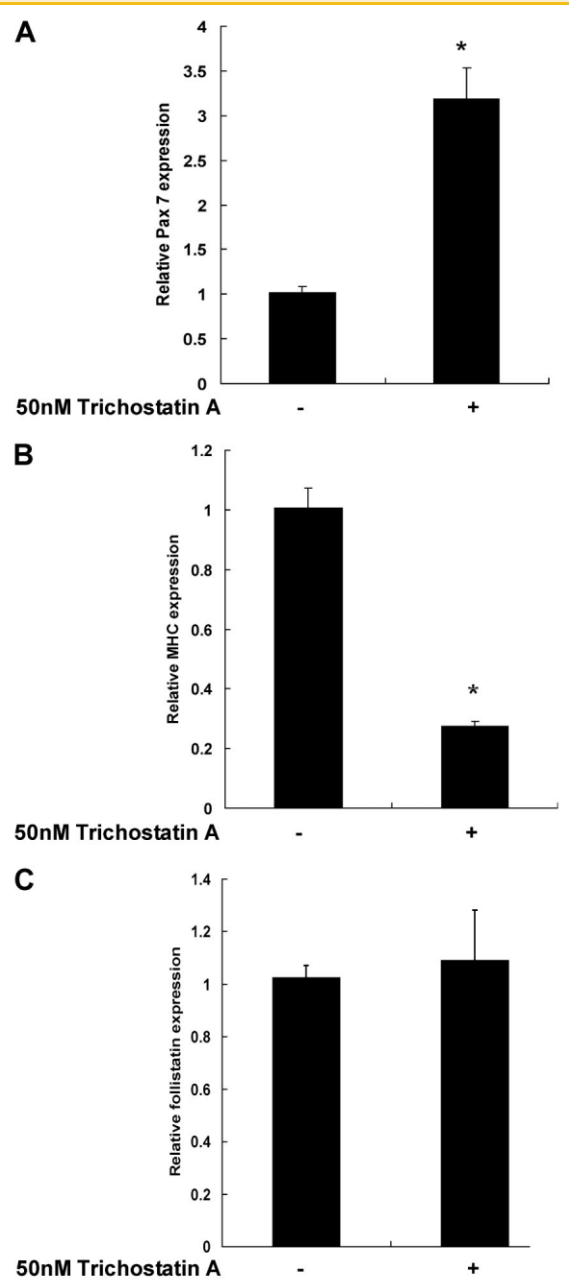 A
Relative Pax 7 expression
4
3.5
3
2.5
2
1.5
1
0.5
0
*
50nM Trichostatin A - +
B
Relative MHC expression
1.2
1
0.8
0.6
0.4
0.2
0
*
50nM Trichostatin A - +
C
Relative follistatin expression
1.4
1.2
1
0.8
0.6
0.4
0.2
0
50nM Trichostatin A - +